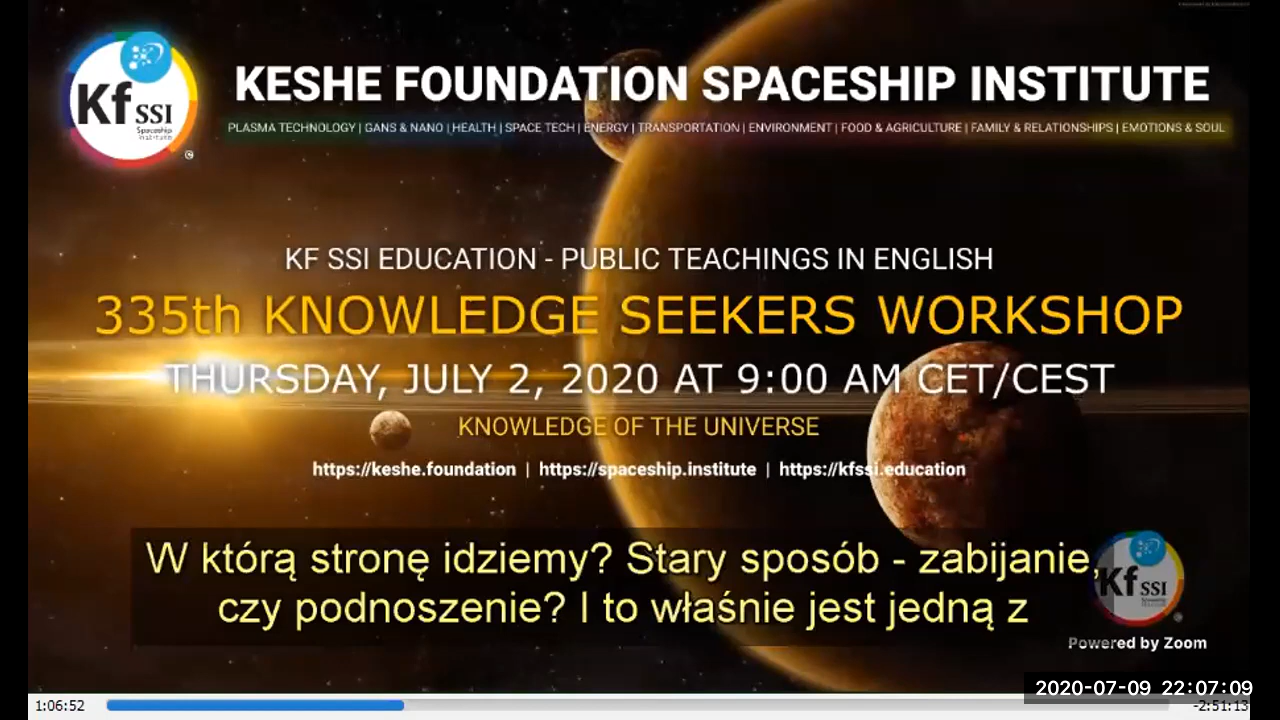 KESHE FOUNDATION SPACESHIP INSTITUTE
Kf SSI
Spaceship
Institute
©
PLASMA TECHNOLOGY | GANS & NANO | HEALTH | SPACE TECH | ENERGY | TRANSPORTATION | ENVIRONMENT | FOOD & AGRICULTURE | FAMILY & RELATIONSHIPS | EMOTIONS & SOUL
KF SSI EDUCATION - PUBLIC TEACHINGS IN ENGLISH
335th KNOWLEDGE SEEKERS WORKSHOP
THURSDAY, JULY 2, 2020 AT 9:00 AM CET/CEST
KNOWLEDGE OF THE UNIVERSE
https://keshe.foundation | https://spaceship.institute | https://kfssi.education
W którą stronę idziemy? Stary sposób - zabijanie,
czy podnoszenie? I to właśnie jest jedną z
Kf SSI
Powered by Zoom
2020-07-09 22:07:09
1:06:52
-2:51:13